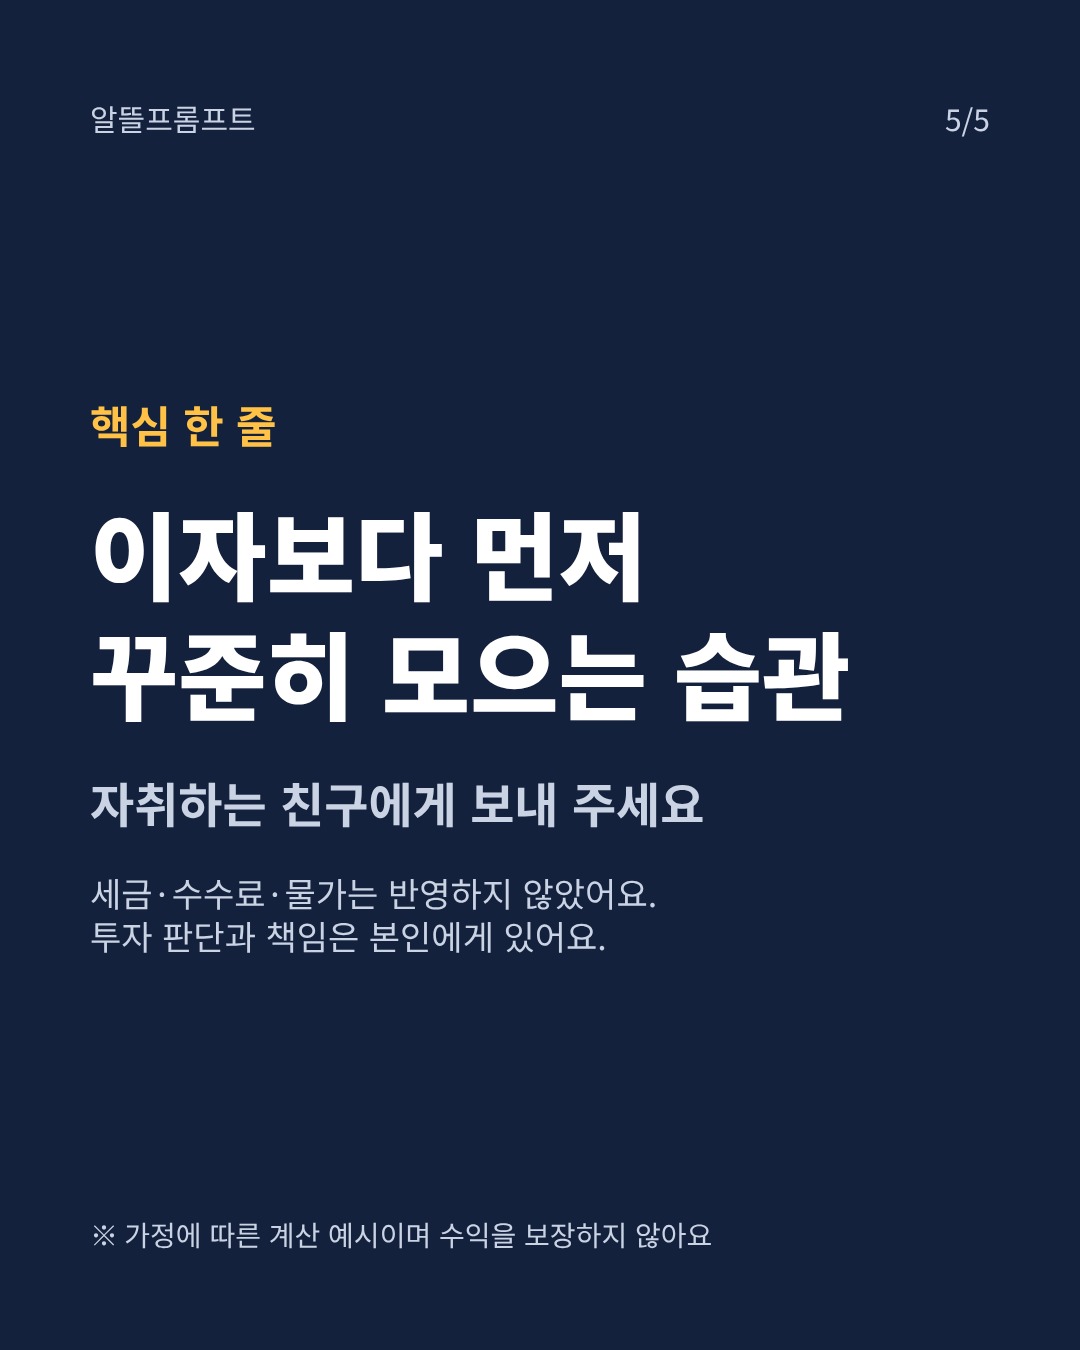 알뜰프롬프트
5/5
핵심 한 줄
이자보다 먼저
꾸준히 모으는 습관
자취하는 친구에게 보내 주세요
세금·수수료·물가는 반영하지 않았어요.
투자 판단과 책임은 본인에게 있어요.
※ 가정에 따른 계산 예시이며 수익을 보장하지 않아요